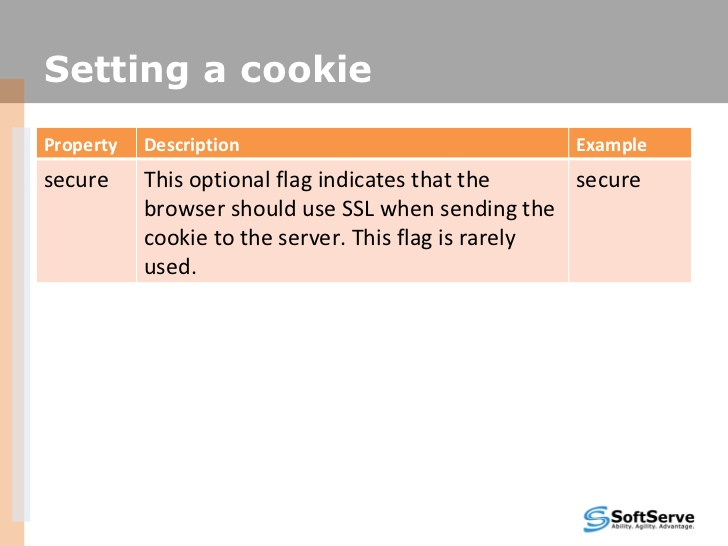 Setting a cookie
Property Description Example
secure This optional flag indicates that the secure
browser should use SSL when sending the
cookie to the server. This flag is rarely
used.
SoftServe
Ability. Agility. Advantage.